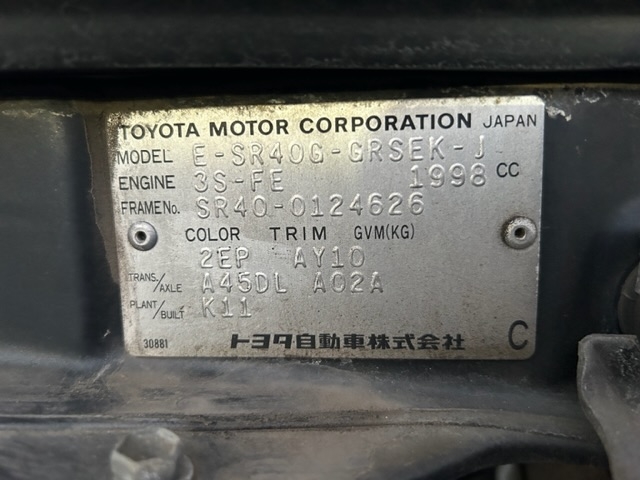 TOYOTA MOTOR CORPORATION JAPAN
MODEL E-SR40G-GRSEK-J
ENGINE 3S-FE 1998 CC
FRAME No. SR40-0124626
COLOR TRIM GVM(KG)
2EP AY10
TRANS./AXLE A45DL A02A
PLANT/BUILT K11
30881 トヨタ自動車株式会社 C